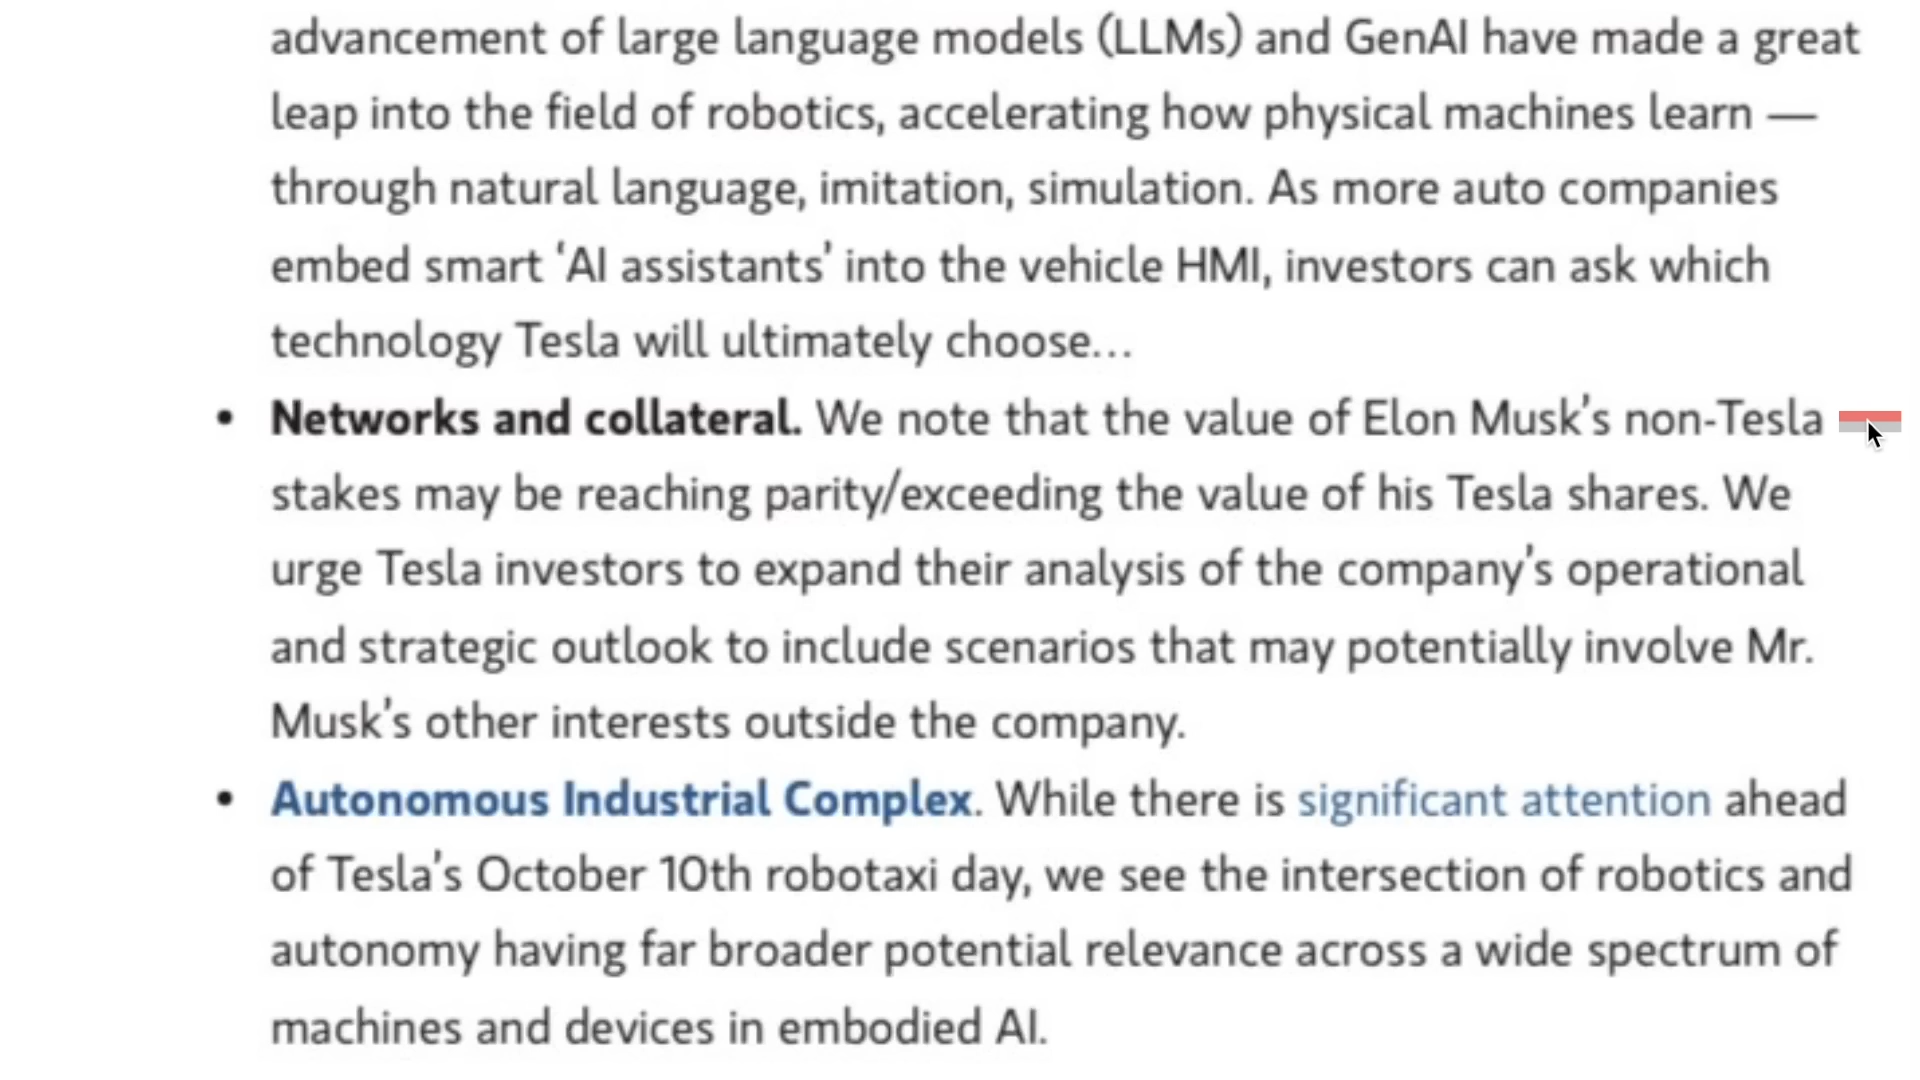 advancement of large language models (LLMs) and GenAI have made a great
leap into the field of robotics, accelerating how physical machines learn —
through natural language, imitation, simulation. As more auto companies
embed smart ‘AI assistants’ into the vehicle HMI, investors can ask which
technology Tesla will ultimately choose…
• Networks and collateral. We note that the value of Elon Musk’s non-Tesla
stakes may be reaching parity/exceeding the value of his Tesla shares. We
urge Tesla investors to expand their analysis of the company’s operational
and strategic outlook to include scenarios that may potentially involve Mr.
Musk’s other interests outside the company.
• Autonomous Industrial Complex. While there is significant attention ahead
of Tesla’s October 10th robotaxi day, we see the intersection of robotics and
autonomy having far broader potential relevance across a wide spectrum of
machines and devices in embodied AI.